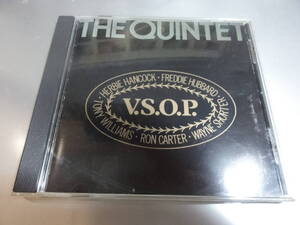 THE QUINTET
HERBIE HANCOCK · FREDDIE HUBBARD ·
V.S.O.P.
TONY WILLIAMS · RON CARTER · WAYNE SHORTER